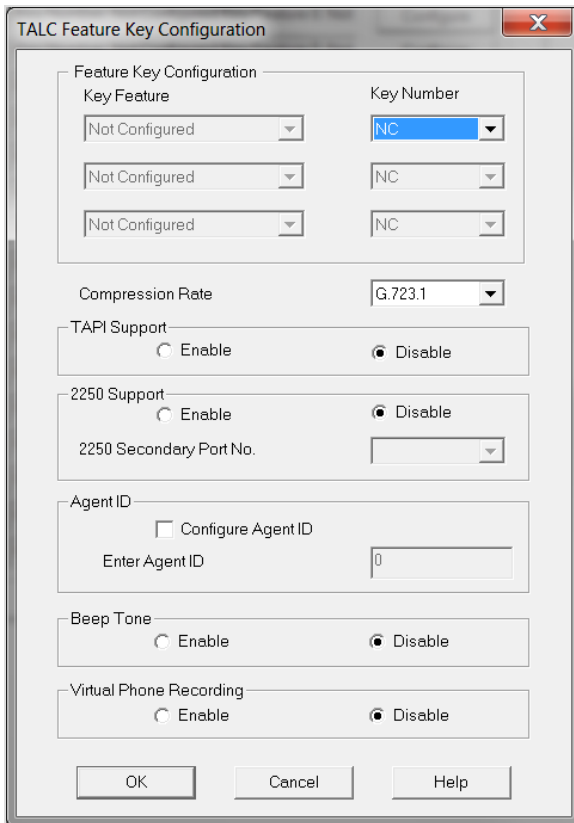 TALC Feature Key Configuration
Feature Key Configuration
Key Feature Key Number
Not Configured NC
Not Configured NC
Not Configured NC
Compression Rate G.723.1
TAPI Support
Enable Disable
2250 Support
Enable Disable
2250 Secondary Port No.
Agent ID
Configure Agent ID
Enter Agent ID 0
Beep Tone
Enable Disable
Virtual Phone Recording
Enable Disable
OK Cancel Help